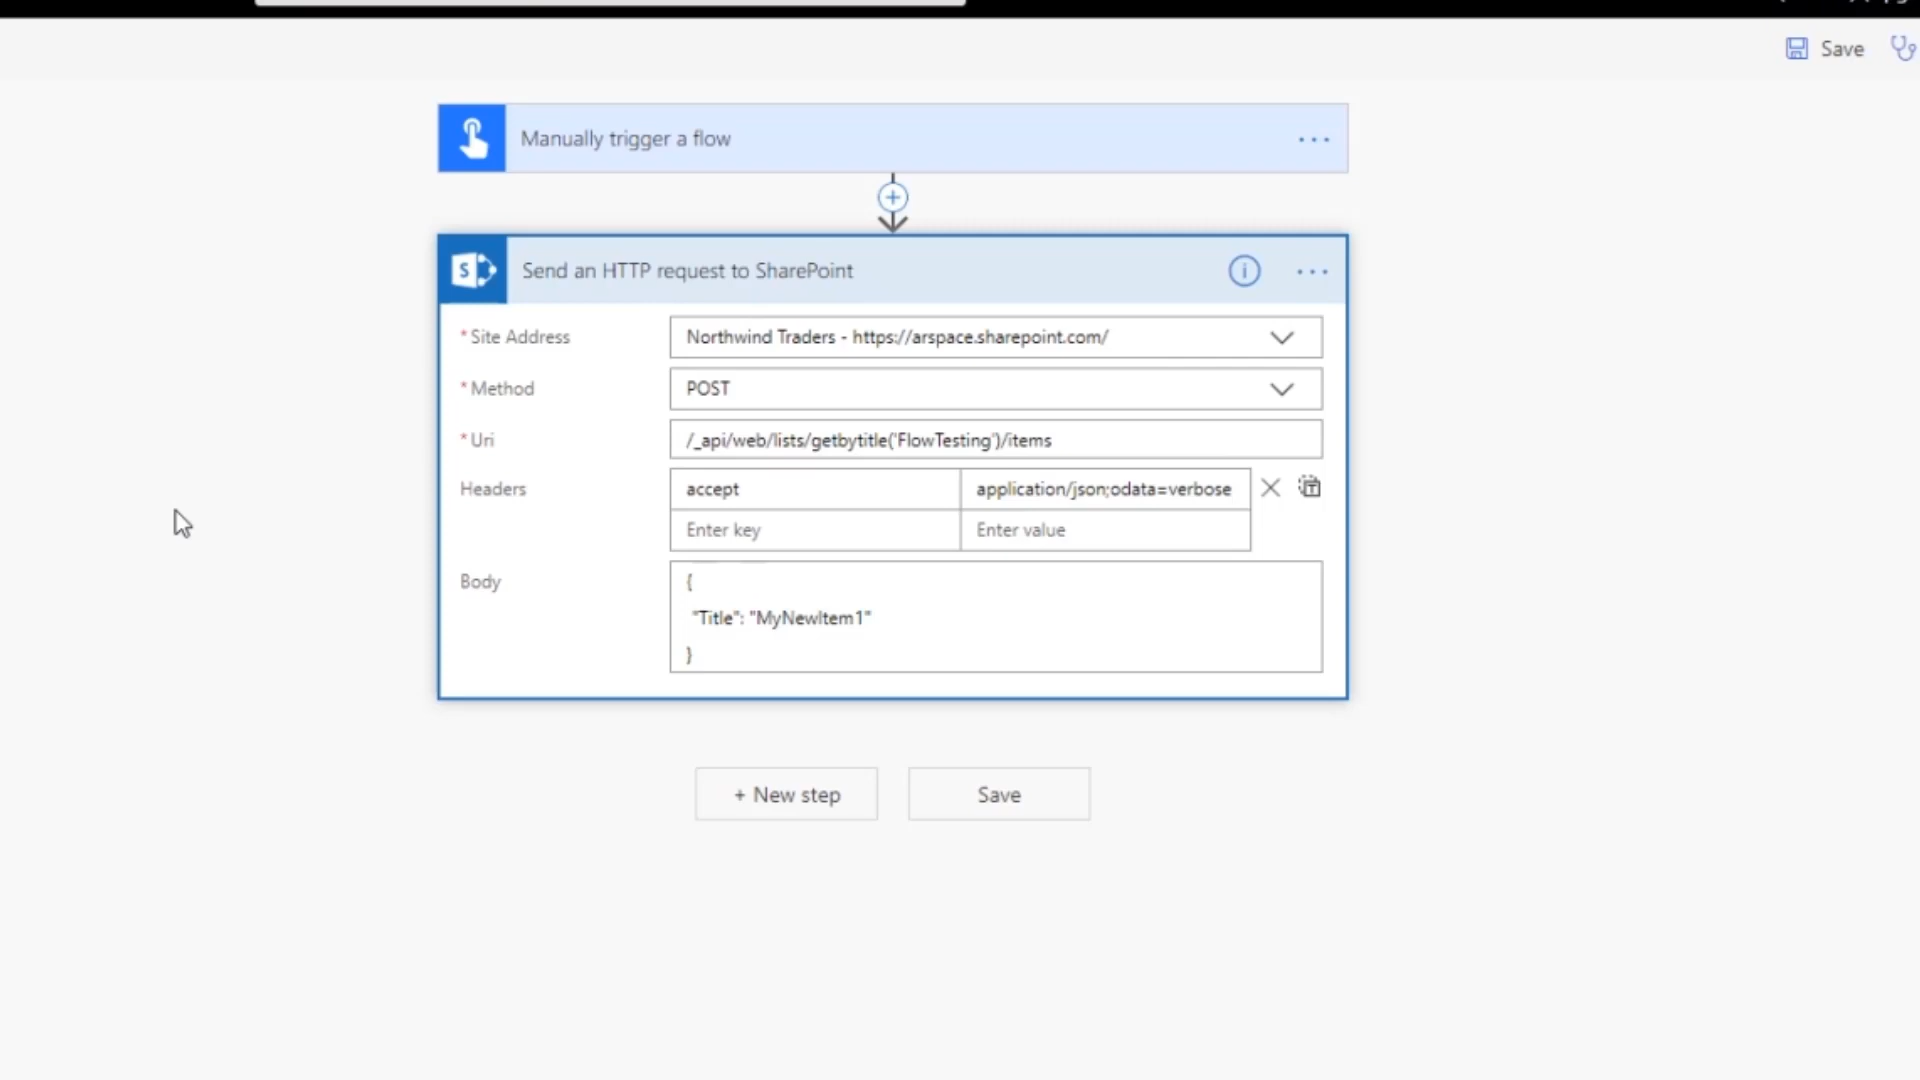 Save
Manually trigger a flow
Send an HTTP request to SharePoint
* Site Address
Northwind Traders - https://arspace.sharepoint.com/
* Method
POST
* Uri
/_api/web/lists/getbytitle('FlowTesting')/items
Headers
accept
application/json;odata=verbose
Enter key
Enter value
Body
{
"Title": "MyNewItem1"
}
+ New step
Save